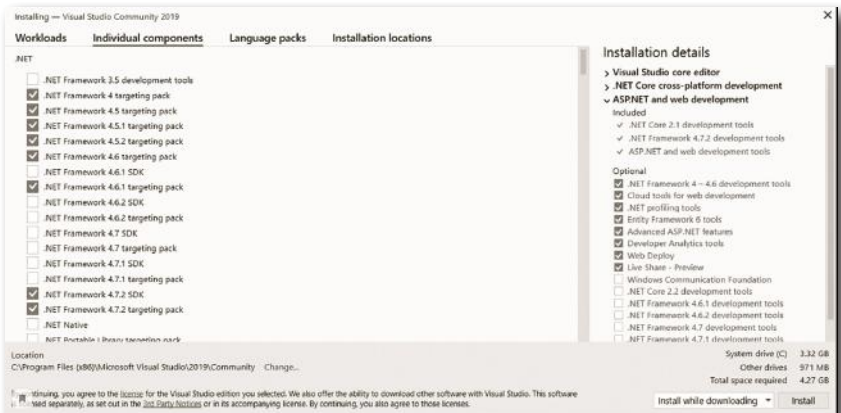 Installing — Visual Studio Community 2019
Workloads Individual components Language packs Installation locations
.NET
.NET Framework 3.5 development tools
.NET Framework 4 targeting pack
.NET Framework 4.5 targeting pack
.NET Framework 4.5.1 targeting pack
.NET Framework 4.5.2 targeting pack
.NET Framework 4.6 targeting pack
.NET Framework 4.6.1 SDK
.NET Framework 4.6.1 targeting pack
.NET Framework 4.6.2 SDK
.NET Framework 4.6.2 targeting pack
.NET Framework 4.7 SDK
.NET Framework 4.7 targeting pack
.NET Framework 4.7.1 SDK
.NET Framework 4.7.1 targeting pack
.NET Framework 4.7.2 SDK
.NET Framework 4.7.2 targeting pack
.NET Native
.NET Portable Library targeting pack
Installation details
Visual Studio core editor
.NET Core cross-platform development
ASP.NET and web development
Included
.NET Core 2.1 development tools
.NET Framework 4.7.2 development tools
ASP.NET and web development tools
Optional
.NET Framework 4 – 4.6 development tools
Cloud tools for web development
.NET profiling tools
Entity Framework 6 tools
Advanced ASP.NET features
Developer Analytics tools
Web Deploy
Live Share - Preview
Windows Communication Foundation
.NET Core 2.2 development tools
.NET Framework 4.6.1 development tools
.NET Framework 4.6.2 development tools
.NET Framework 4.7 development tools
.NET Framework 4.7.1 development tools
Location
C:\Program Files (x86)\Microsoft Visual Studio\2019\Community Change...
System drive (C) 3.32 GB
Other drives 971 MB
Total space required 4.27 GB
you agree to the license for the Visual Studio edition you selected. We also offer the ability to download other software with Visual Studio. This software
separately, as set out in the 3rd Party Notices or in its accompanying license. By continuing, you also agree to those licenses.
Install while downloading Install